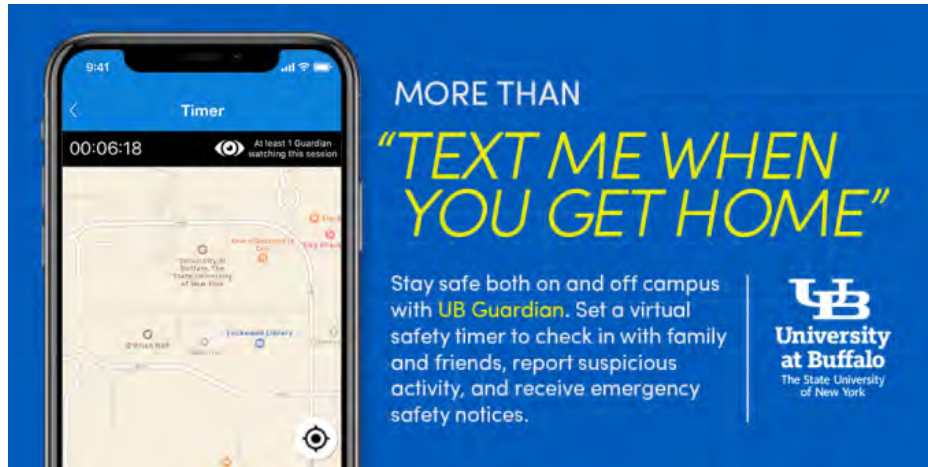 9:41
Timer
00:06:18
At least 1 Guardian
watching this session
University At
Buffalo, The
State University
of New York
O'Brian Hall
Lockwood Library
MORE THAN
“TEXT ME WHEN
YOU GET HOME”
Stay safe both on and off campus
with UB Guardian. Set a virtual
safety timer to check in with family
and friends, report suspicious
activity, and receive emergency
safety notices.
UB
University
at Buffalo
The State University
of New York